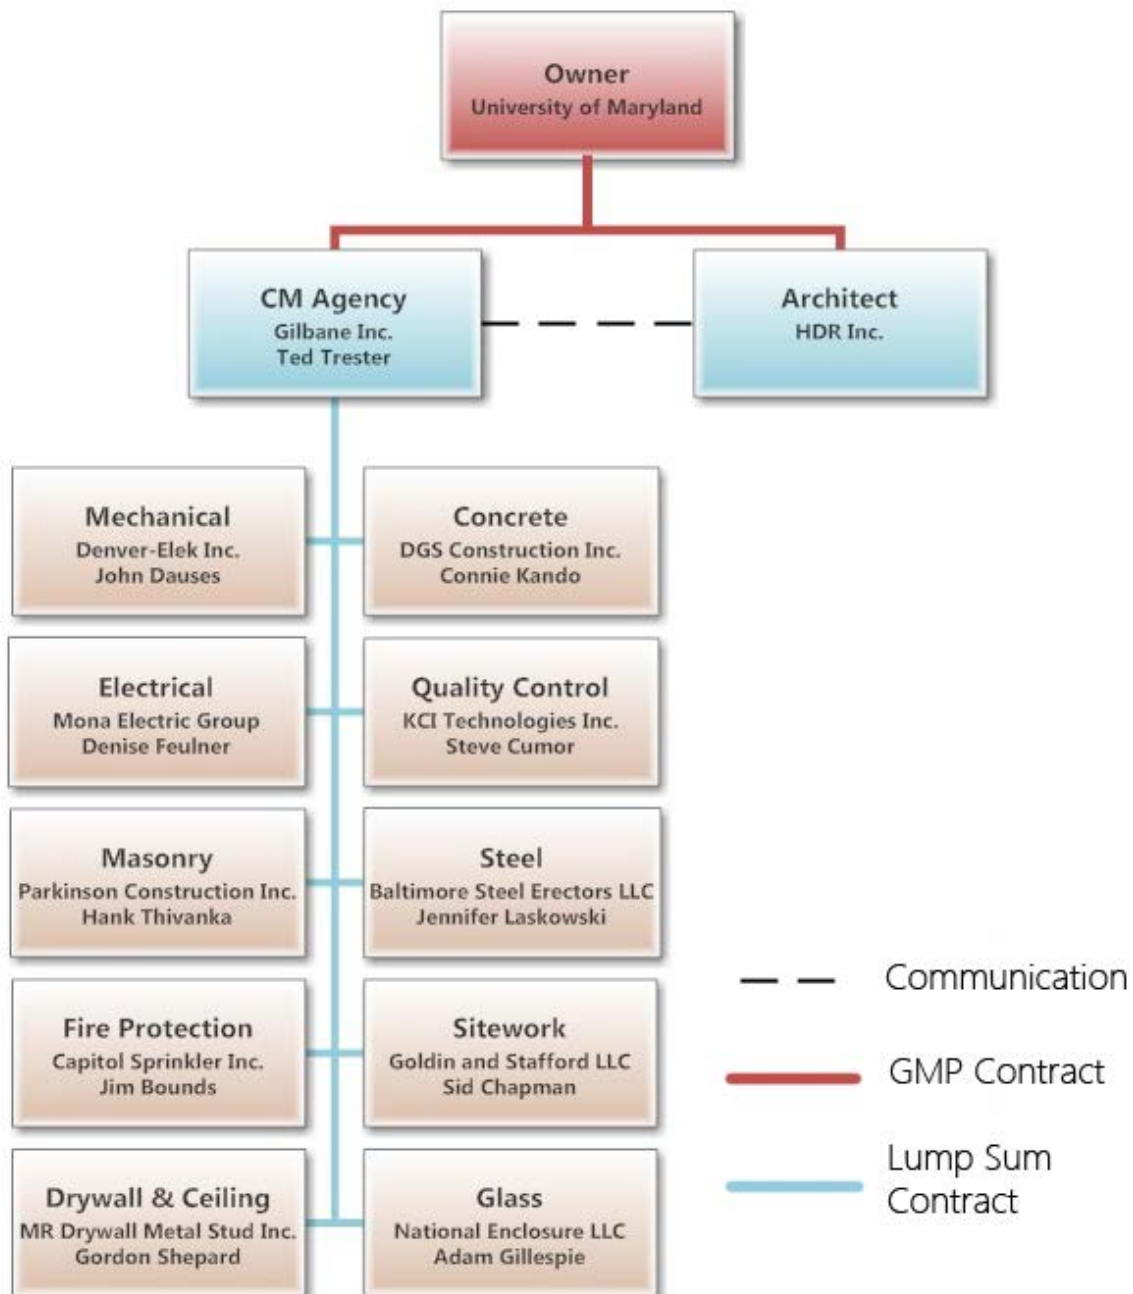 Owner
University of Maryland
CM Agency
Gilbane Inc.
Ted Trester
Architect
HDR Inc.
Mechanical
Denver-Elek Inc.
John Dauses
Concrete
DGS Construction Inc.
Connie Kando
Electrical
Mona Electric Group
Denise Feulner
Quality Control
KCI Technologies Inc.
Steve Cumor
Masonry
Parkinson Construction Inc.
Hank Thivanka
Steel
Baltimore Steel Erectors LLC
Jennifer Laskowski
Fire Protection
Capitol Sprinkler Inc.
Jim Bounds
Sitework
Goldin and Stafford LLC
Sid Chapman
Drywall & Ceiling
MR Drywall Metal Stud Inc.
Gordon Shepard
Glass
National Enclosure LLC
Adam Gillespie
Communication
GMP Contract
Lump Sum
Contract